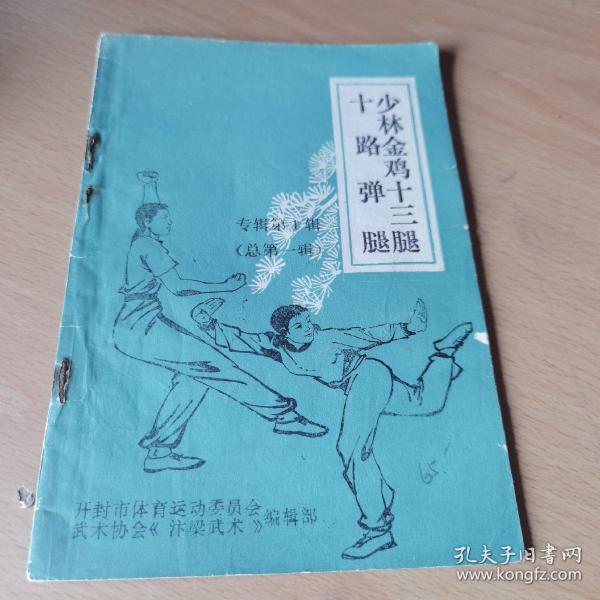 少林金鸡十三腿
十路弹腿
专辑第一辑
（总第一辑）
开封市体育运动委员会
武术协会《汴梁武术》编辑部
65
孔夫子旧书网
www.kongfz.com